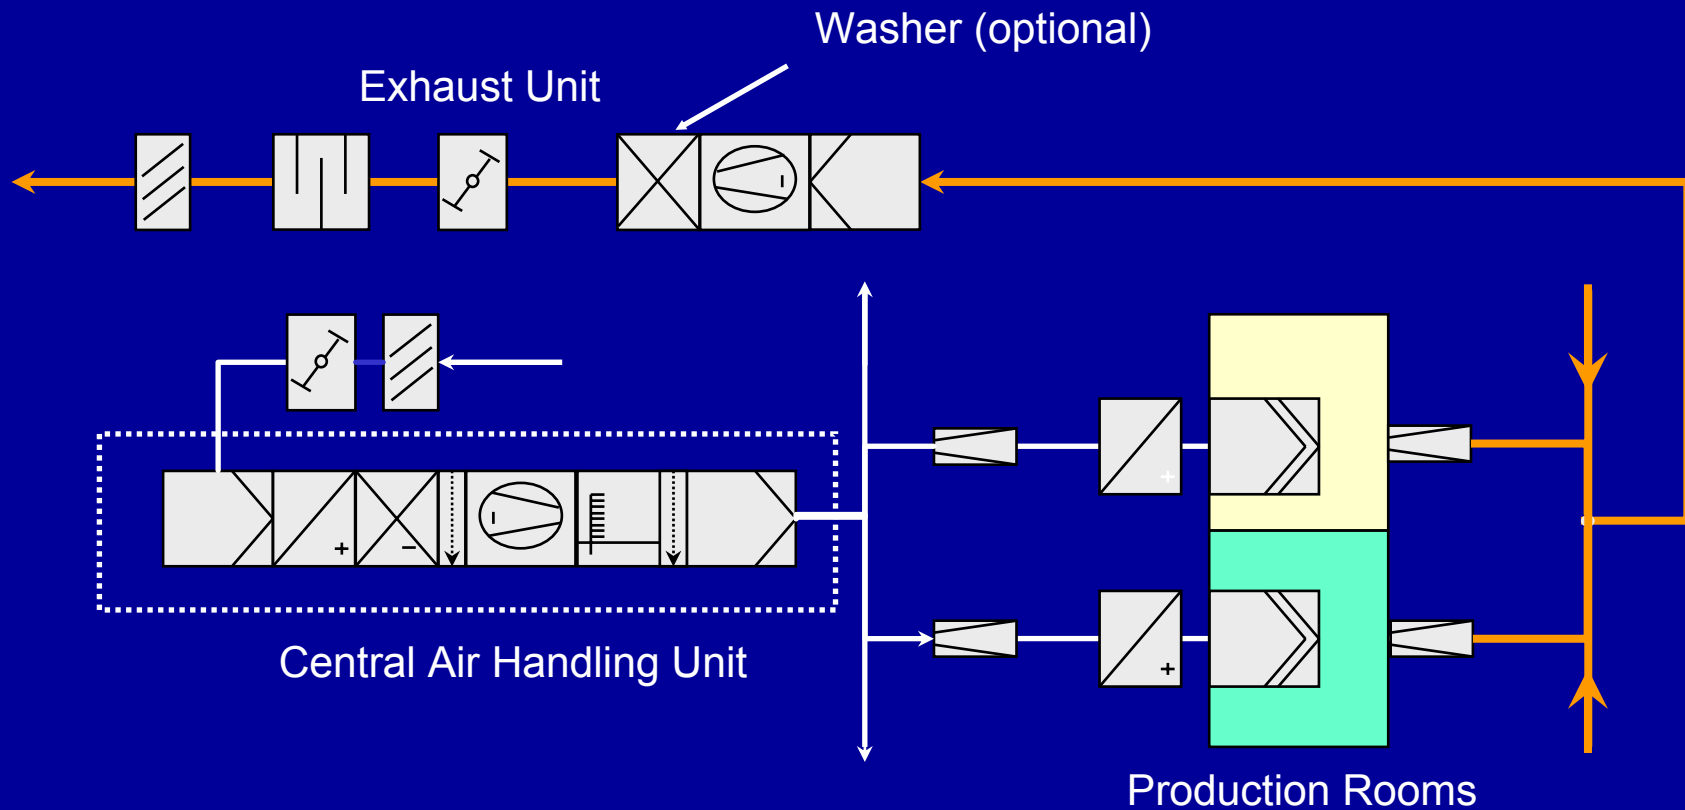 Washer (optional)
Exhaust Unit
+
−
+
+
Central Air Handling Unit
Production Rooms